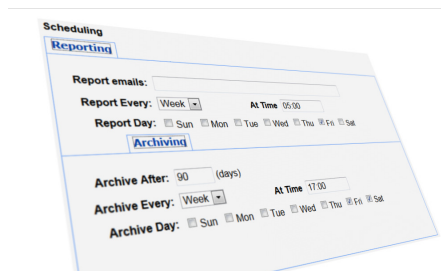 Scheduling
Reporting
Report emails:
Report Every: Week At Time 05:00
Report Day: Sun Mon Tue Wed Thu Fri Sat
Archiving
Archive After: 90 (days)
Archive Every: Week At Time 17:00
Archive Day: Sun Mon Tue Wed Thu Fri Sat